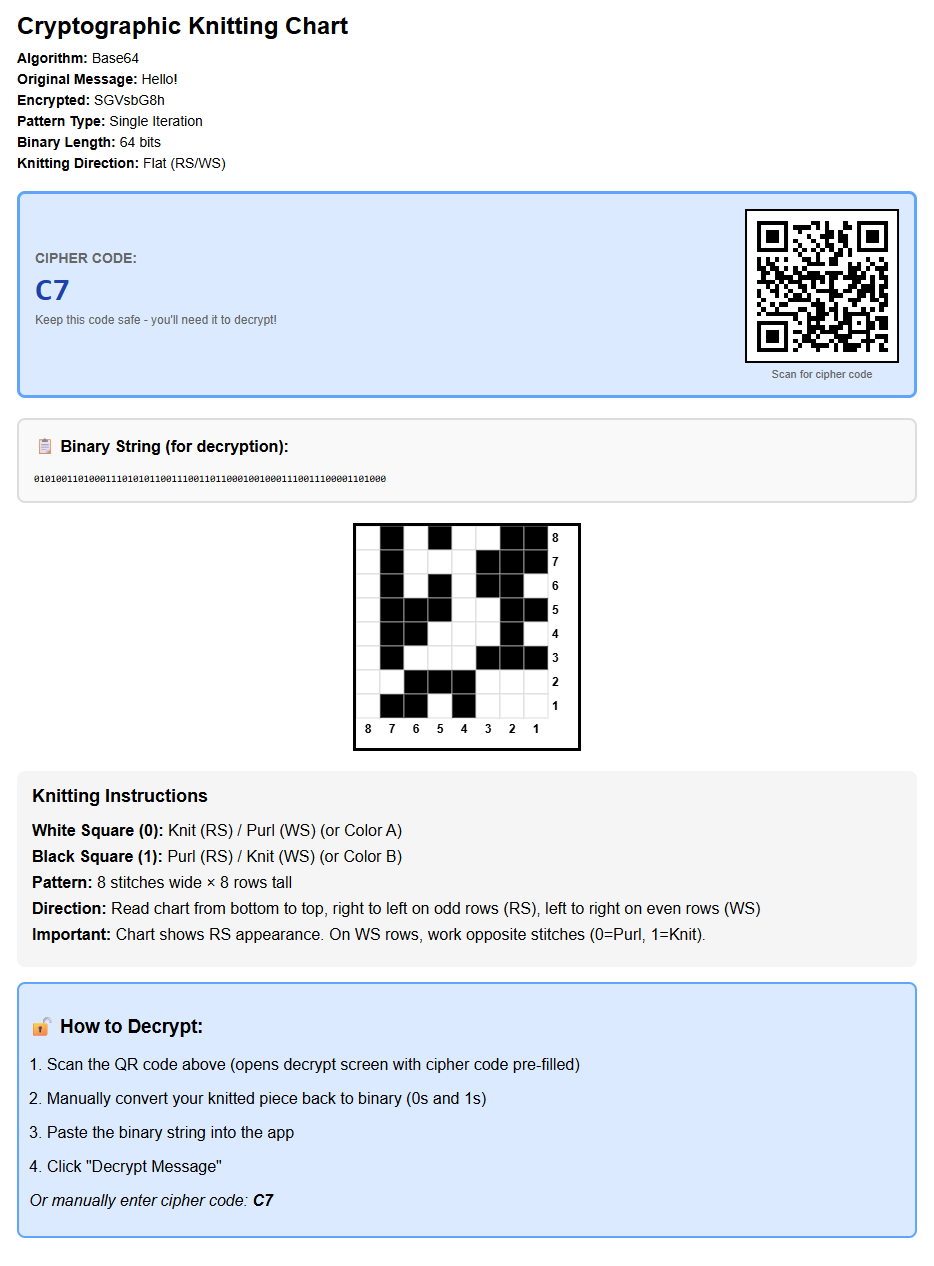 Cryptographic Knitting Chart
Algorithm: Base64
Original Message: Hello!
Encrypted: SGVsbG8h
Pattern Type: Single Iteration
Binary Length: 64 bits
Knitting Direction: Flat (RS/WS)
CIPHER CODE:
C7
Keep this code safe - you'll need it to decrypt!
Scan for cipher code
Binary String (for decryption):
0101001101000111010101100111001101100010010001110011100001101000
8
7
6
5
4
3
2
1
8 7 6 5 4 3 2 1
Knitting Instructions
White Square (0): Knit (RS) / Purl (WS) (or Color A)
Black Square (1): Purl (RS) / Knit (WS) (or Color B)
Pattern: 8 stitches wide × 8 rows tall
Direction: Read chart from bottom to top, right to left on odd rows (RS), left to right on even rows (WS)
Important: Chart shows RS appearance. On WS rows, work opposite stitches (0=Purl, 1=Knit).
How to Decrypt:
1. Scan the QR code above (opens decrypt screen with cipher code pre-filled)
2. Manually convert your knitted piece back to binary (0s and 1s)
3. Paste the binary string into the app
4. Click "Decrypt Message"
Or manually enter cipher code: C7